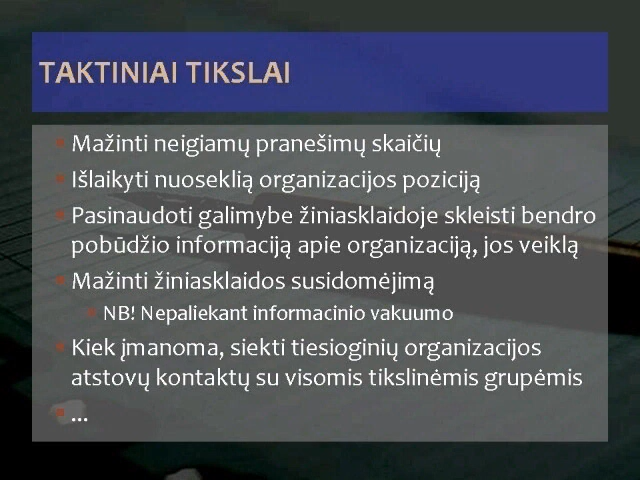 TAKTINIAI TIKSLAI
Mažinti neigiamų pranešimų skaičių
Išlaikyti nuoseklią organizacijos poziciją
Pasinaudoti galimybe žiniasklaidoje skleisti bendro
pobūdžio informaciją apie organizaciją, jos veiklą
Mažinti žiniasklaidos susidomėjimą
NB! Nepaliekant informacinio vakuumo
Kiek įmanoma, siekti tiesioginių organizacijos
atstovų kontaktų su visomis tikslinėmis grupėmis
...